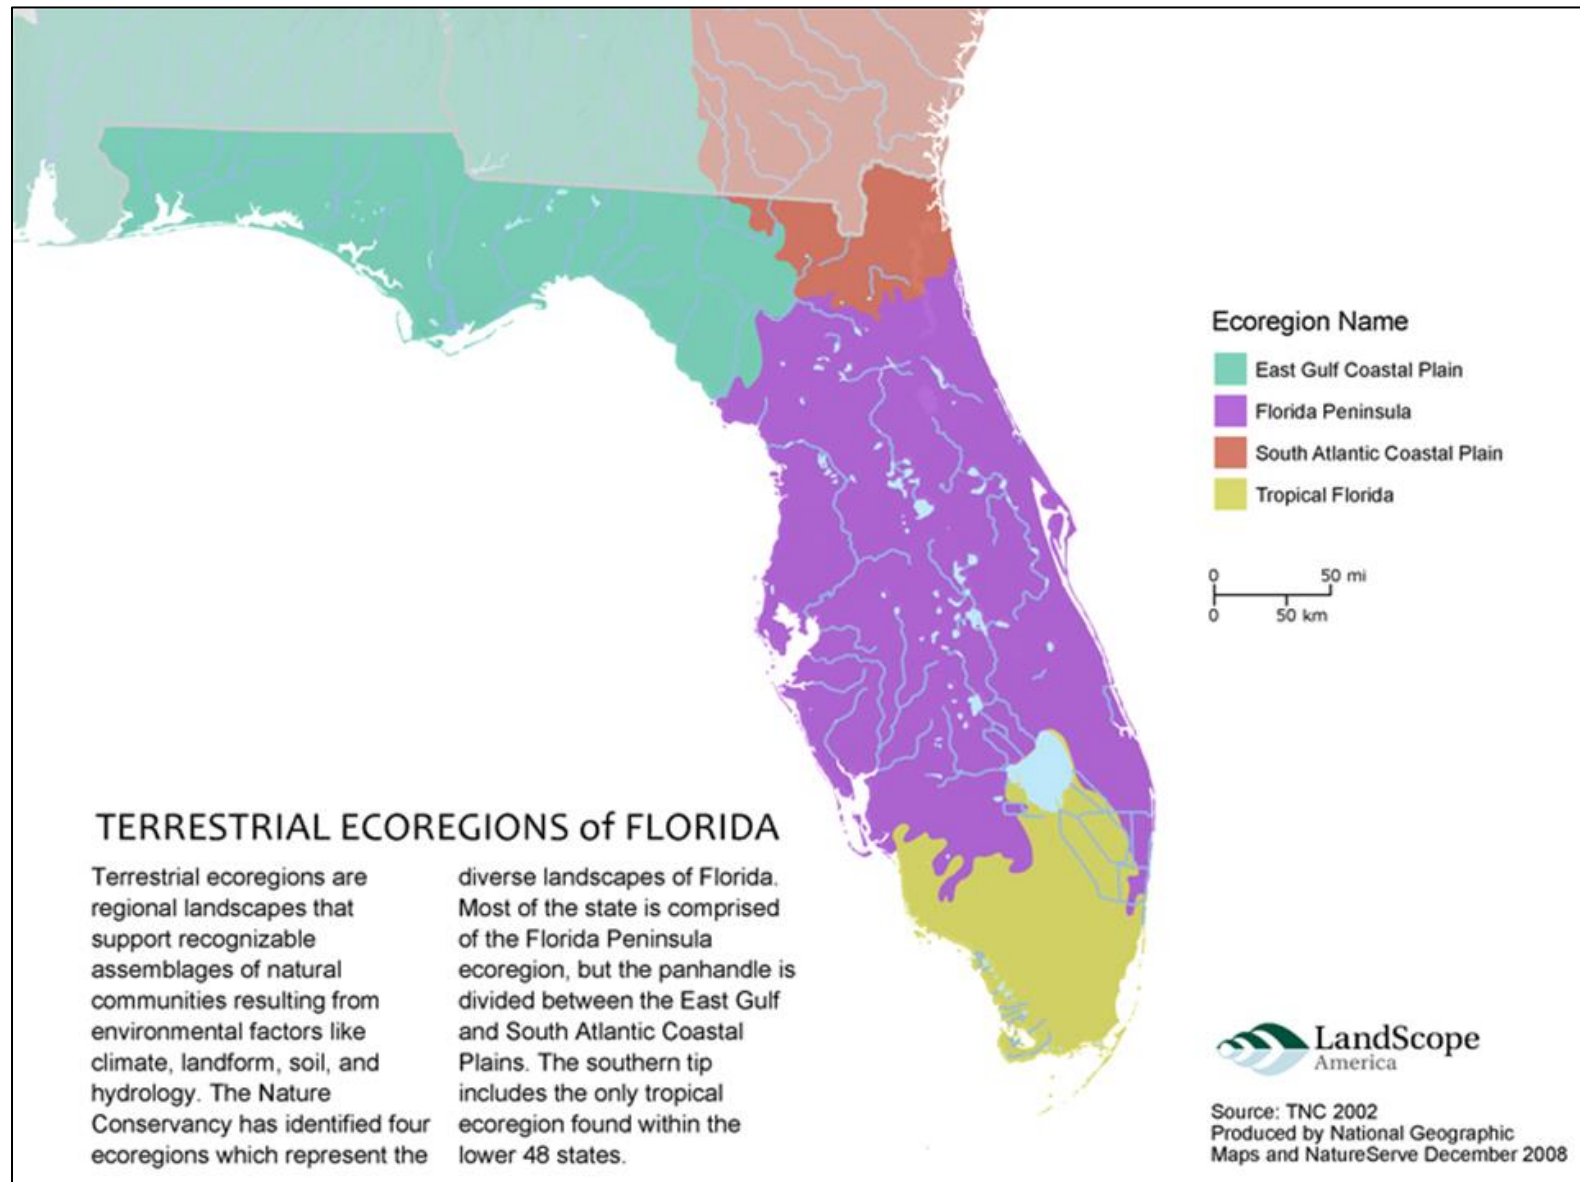 Ecoregion Name
East Gulf Coastal Plain
Florida Peninsula
South Atlantic Coastal Plain
Tropical Florida
0 50 mi
0 50 km
TERRESTRIAL ECOREGIONS of FLORIDA
Terrestrial ecoregions are
regional landscapes that
support recognizable
assemblages of natural
communities resulting from
environmental factors like
climate, landform, soil, and
hydrology. The Nature
Conservancy has identified four
ecoregions which represent the
diverse landscapes of Florida.
Most of the state is comprised
of the Florida Peninsula
ecoregion, but the panhandle is
divided between the East Gulf
and South Atlantic Coastal
Plains. The southern tip
includes the only tropical
ecoregion found within the
lower 48 states.
LandScope
America
Source: TNC 2002
Produced by National Geographic
Maps and NatureServe December 2008